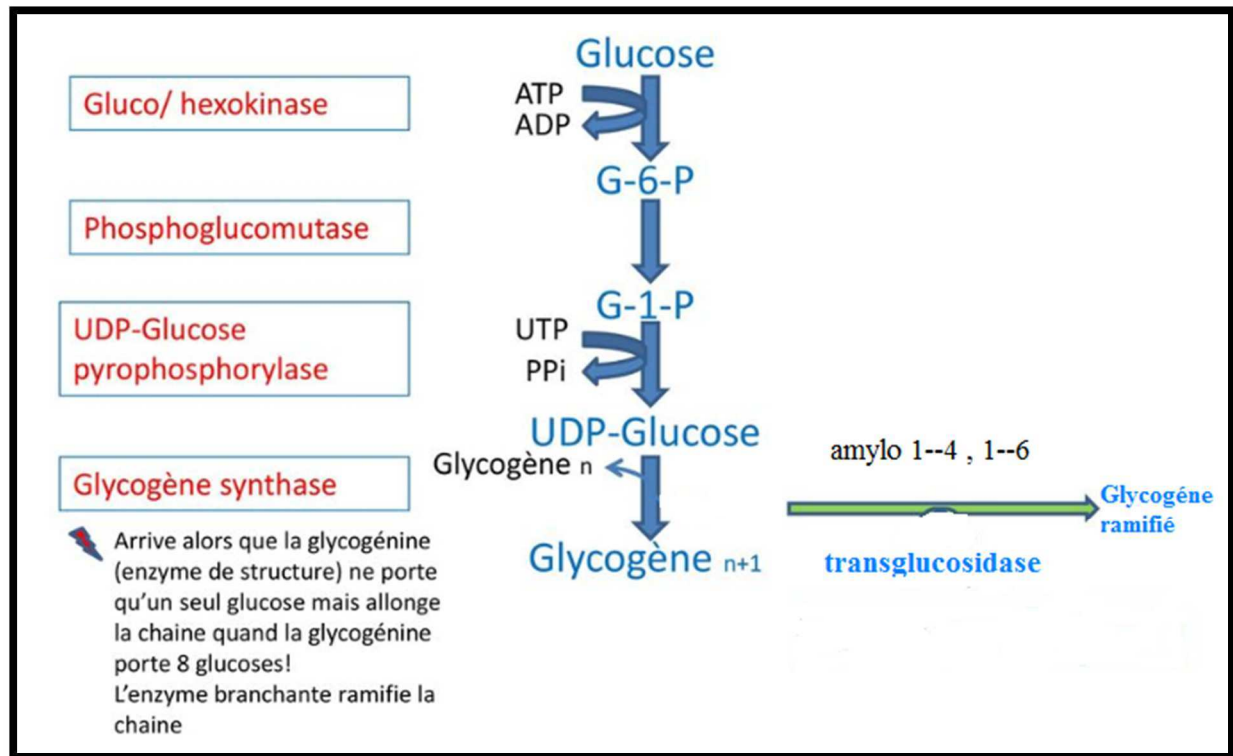 Glucose
Gluco/ hexokinase
ATP
ADP
G-6-P
Phosphoglucomutase
G-1-P
UDP-Glucose
pyrophosphorylase
UTP
PPi
UDP-Glucose
Glycogène n
Glycogène synthase
Glycogène n+1
amylo 1--4 , 1--6
transglucosidase
Glycogéne
ramifié
Arrive alors que la glycogénine
(enzyme de structure) ne porte
qu'un seul glucose mais allonge
la chaine quand la glycogénine
porte 8 glucoses!
L'enzyme branchante ramifie la
chaine